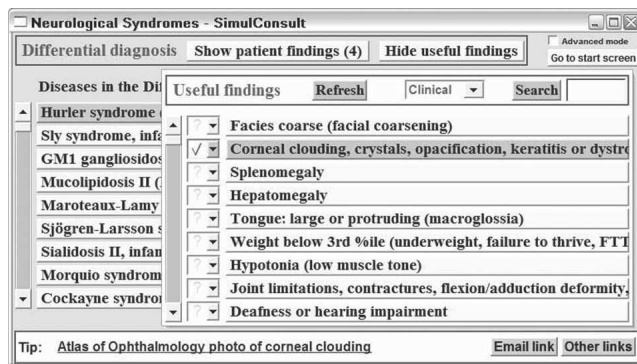 Neurological Syndromes - SimulConsult
Differential diagnosis Show patient findings (4) Hide useful findings
Advanced mode
Go to start screen
Diseases in the Dif
Hurler syndrome (
Sly syndrome, infa
GM1 gangliosidos
Mucolipidosis II (
Maroteaux-Lamy
Sjögren-Larsson s
Sialidosis II, infan
Morquio syndrom
Cockayne syndro
Useful findings Refresh Clinical Search
? Facies coarse (facial coarsening)
✓ Corneal clouding, crystals, opacification, keratitis or dystro
? Splenomegaly
? Hepatomegaly
? Tongue: large or protruding (macroglossia)
? Weight below 3rd %ile (underweight, failure to thrive, FTT
? Hypotonia (low muscle tone)
? Joint limitations, contractures, flexion/adduction deformity,
? Deafness or hearing impairment
Tip: Atlas of Ophthalmology photo of corneal clouding Email link Other links